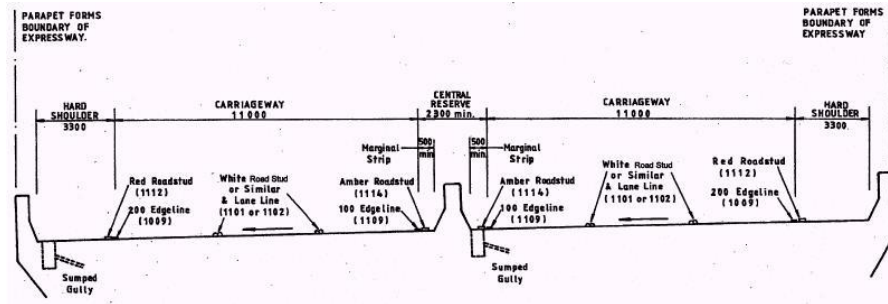 PARAPET FORMS
BOUNDARY OF
EXPRESSWAY.
PARAPET FORMS
BOUNDARY OF
EXPRESSWAY
HARD
SHOULDER
3300
CARRIAGEWAY
11000
CENTRAL
RESERVE
2300 min.
CARRIAGEWAY
11000
HARD
SHOULDER
3300.
Marginal
Strip
500
min.
500
min.
Marginal
Strip
Red Roadstud
(1112)
200 Edgeline
(1009)
White Road Stud
or Similar
& Lane Line
(1101 or 1102)
Amber Roadstud
(1114)
100 Edgeline
(1109)
Amber Roadstud
(1114)
100 Edgeline
(1109)
White Road Stud
or Similar
& Lane Line
(1101 or 1102)
Red Roadstud
(1112)
200 Edgeline
(1009)
Sumped
Gully
Sumped
Gully